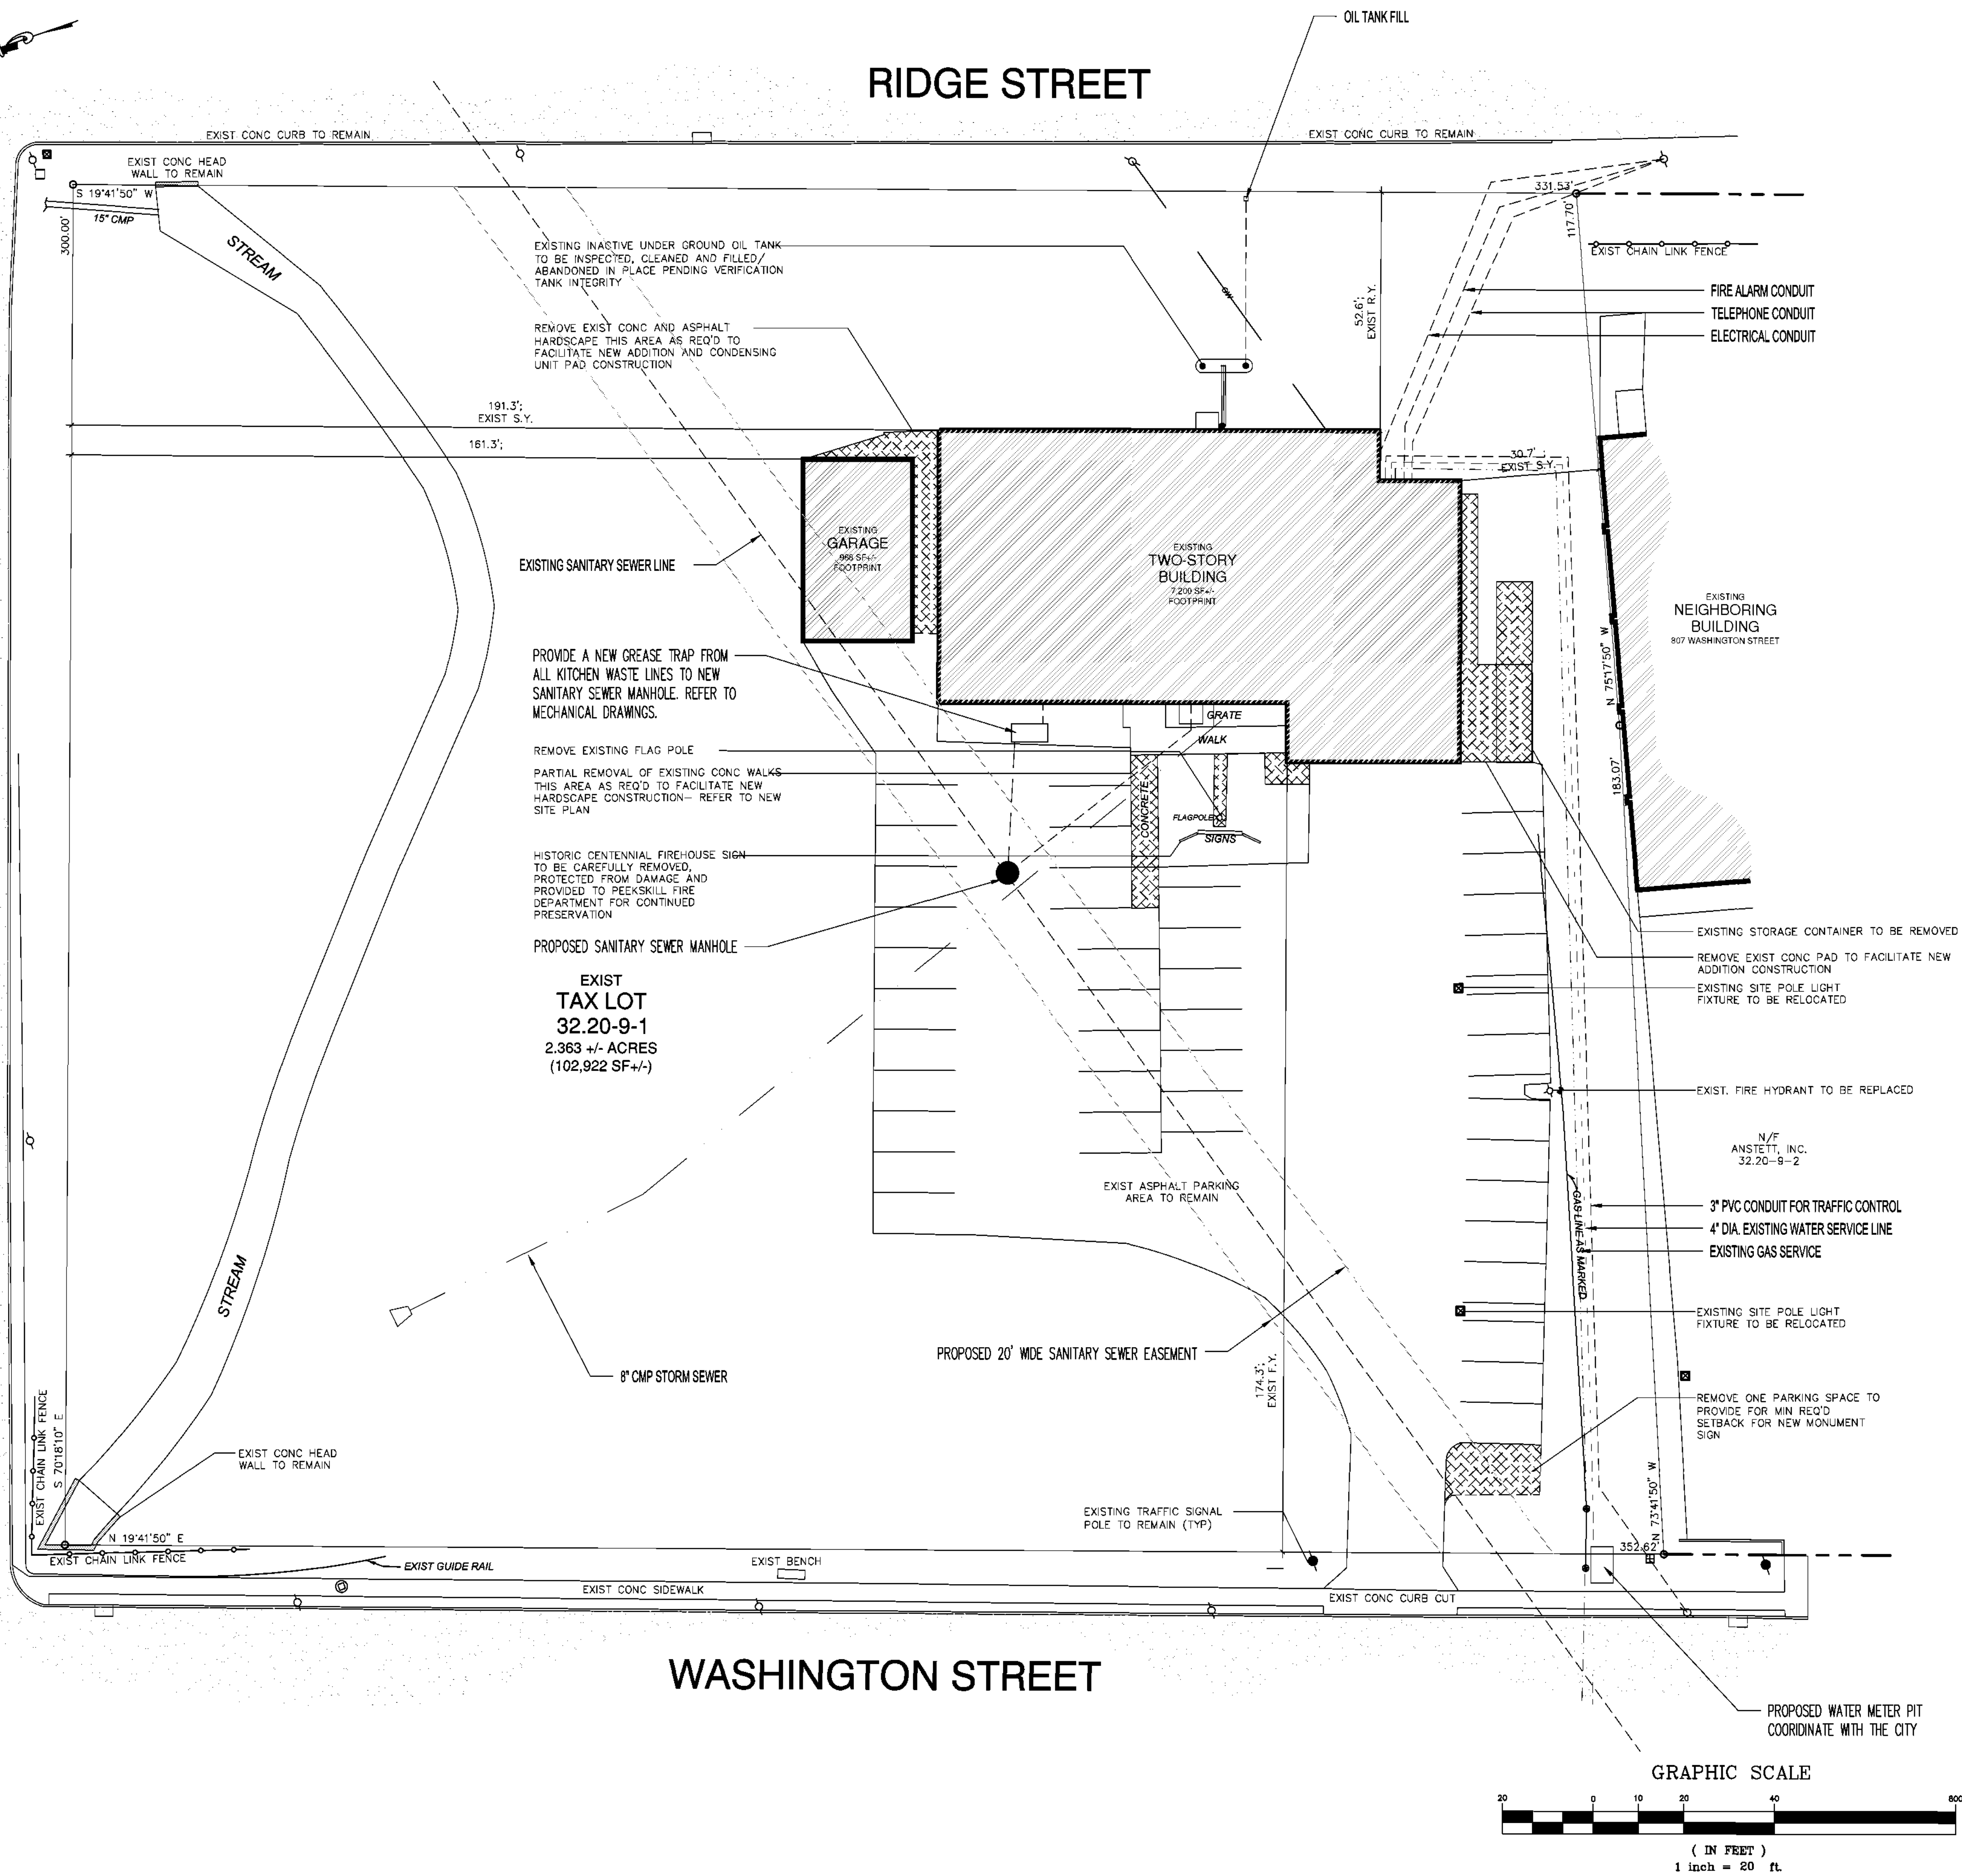 OIL TANK FILL
RIDGE STREET
EXIST CONC CURB TO REMAIN
EXIST CONC CURB TO REMAIN
EXIST CONC HEAD
WALL TO REMAIN
S 19°41'50" W
15" CMP
300.00'
STREAM
331.53'
117.70'
EXIST CHAIN LINK FENCE
EXISTING INACTIVE UNDER GROUND OIL TANK
TO BE INSPECTED, CLEANED AND FILLED/
ABANDONED IN PLACE PENDING VERIFICATION
TANK INTEGRITY
52.6';
EXIST R.Y.
FIRE ALARM CONDUIT
TELEPHONE CONDUIT
ELECTRICAL CONDUIT
REMOVE EXIST CONC AND ASPHALT
HARDSCAPE THIS AREA AS REQ'D TO
FACILITATE NEW ADDITION AND CONDENSING
UNIT PAD CONSTRUCTION
191.3';
EXIST S.Y.
161.3';
30.7'
EXIST S.Y.
EXISTING
GARAGE
966 SF+/-
FOOTPRINT
EXISTING
TWO-STORY
BUILDING
7,200 SF+/-
FOOTPRINT
EXISTING SANITARY SEWER LINE
EXISTING
NEIGHBORING
BUILDING
807 WASHINGTON STREET
N 75°17'50" W
183.07'
PROVIDE A NEW GREASE TRAP FROM
ALL KITCHEN WASTE LINES TO NEW
SANITARY SEWER MANHOLE. REFER TO
MECHANICAL DRAWINGS.
GRATE
WALK
REMOVE EXISTING FLAG POLE
PARTIAL REMOVAL OF EXISTING CONC WALKS
THIS AREA AS REQ'D TO FACILITATE NEW
HARDSCAPE CONSTRUCTION- REFER TO NEW
SITE PLAN
CONCRETE
FLAGPOLE
SIGNS
HISTORIC CENTENNIAL FIREHOUSE SIGN
TO BE CAREFULLY REMOVED,
PROTECTED FROM DAMAGE AND
PROVIDED TO PEEKSKILL FIRE
DEPARTMENT FOR CONTINUED
PRESERVATION
PROPOSED SANITARY SEWER MANHOLE
EXISTING STORAGE CONTAINER TO BE REMOVED
REMOVE EXIST CONC PAD TO FACILITATE NEW
ADDITION CONSTRUCTION
EXISTING SITE POLE LIGHT
FIXTURE TO BE RELOCATED
EXIST
TAX LOT
32.20-9-1
2.363 +/- ACRES
(102,922 SF+/-)
EXIST. FIRE HYDRANT TO BE REPLACED
N/F
ANSTETT, INC.
32.20-9-2
EXIST ASPHALT PARKING
AREA TO REMAIN
3" PVC CONDUIT FOR TRAFFIC CONTROL
4" DIA. EXISTING WATER SERVICE LINE
EXISTING GAS SERVICE
GAS LINE AS MARKED
STREAM
EXISTING SITE POLE LIGHT
FIXTURE TO BE RELOCATED
PROPOSED 20' WIDE SANITARY SEWER EASEMENT
8" CMP STORM SEWER
174.3';
EXIST F.Y.
REMOVE ONE PARKING SPACE TO
PROVIDE FOR MIN REQ'D
SETBACK FOR NEW MONUMENT
SIGN
EXIST CHAIN LINK FENCE
S 70°18'10" E
EXIST CONC HEAD
WALL TO REMAIN
EXISTING TRAFFIC SIGNAL
POLE TO REMAIN (TYP)
N 73°41'50" W
352.62'
N 19°41'50" E
EXIST CHAIN LINK FENCE
EXIST GUIDE RAIL
EXIST BENCH
EXIST CONC SIDEWALK
EXIST CONC CURB CUT
WASHINGTON STREET
PROPOSED WATER METER PIT
COORIDINATE WITH THE CITY
GRAPHIC SCALE
20 0 10 20 40 800
( IN FEET )
1 inch = 20 ft.